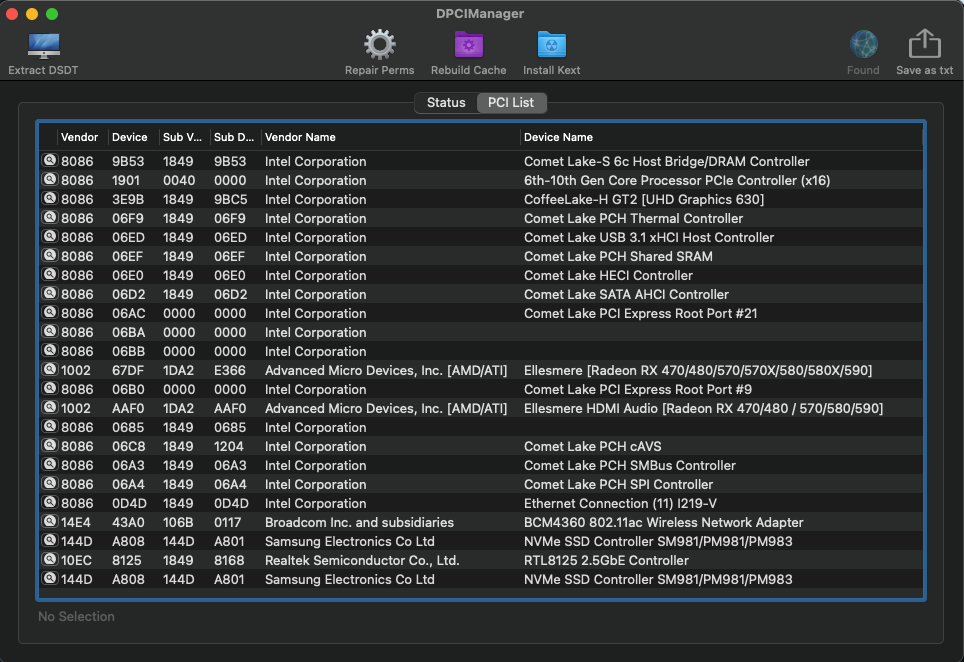 DPCIManager
Extract DSDT Repair Perms Rebuild Cache Install Kext Found Save as txt
Status PCI List
Vendor Device Sub V... Sub D... Vendor Name Device Name
8086 9B53 1849 9B53 Intel Corporation Comet Lake-S 6c Host Bridge/DRAM Controller
8086 1901 0040 0000 Intel Corporation 6th-10th Gen Core Processor PCIe Controller (x16)
8086 3E9B 1849 9BC5 Intel Corporation CoffeeLake-H GT2 [UHD Graphics 630]
8086 06F9 1849 06F9 Intel Corporation Comet Lake PCH Thermal Controller
8086 06ED 1849 06ED Intel Corporation Comet Lake USB 3.1 xHCI Host Controller
8086 06EF 1849 06EF Intel Corporation Comet Lake PCH Shared SRAM
8086 06E0 1849 06E0 Intel Corporation Comet Lake HECI Controller
8086 06D2 1849 06D2 Intel Corporation Comet Lake SATA AHCI Controller
8086 06AC 0000 0000 Intel Corporation Comet Lake PCI Express Root Port #21
8086 06BA 0000 0000 Intel Corporation
8086 06BB 0000 0000 Intel Corporation
1002 67DF 1DA2 E366 Advanced Micro Devices, Inc. [AMD/ATI] Ellesmere [Radeon RX 470/480/570/570X/580/580X/590]
8086 06B0 0000 0000 Intel Corporation Comet Lake PCI Express Root Port #9
1002 AAF0 1DA2 AAF0 Advanced Micro Devices, Inc. [AMD/ATI] Ellesmere HDMI Audio [Radeon RX 470/480 / 570/580/590]
8086 0685 1849 0685 Intel Corporation
8086 06C8 1849 1204 Intel Corporation Comet Lake PCH cAVS
8086 06A3 1849 06A3 Intel Corporation Comet Lake PCH SMBus Controller
8086 06A4 1849 06A4 Intel Corporation Comet Lake PCH SPI Controller
8086 0D4D 1849 0D4D Intel Corporation Ethernet Connection (11) I219-V
14E4 43A0 106B 0117 Broadcom Inc. and subsidiaries BCM4360 802.11ac Wireless Network Adapter
144D A808 144D A801 Samsung Electronics Co Ltd NVMe SSD Controller SM981/PM981/PM983
10EC 8125 1849 8168 Realtek Semiconductor Co., Ltd. RTL8125 2.5GbE Controller
144D A808 144D A801 Samsung Electronics Co Ltd NVMe SSD Controller SM981/PM981/PM983
No Selection